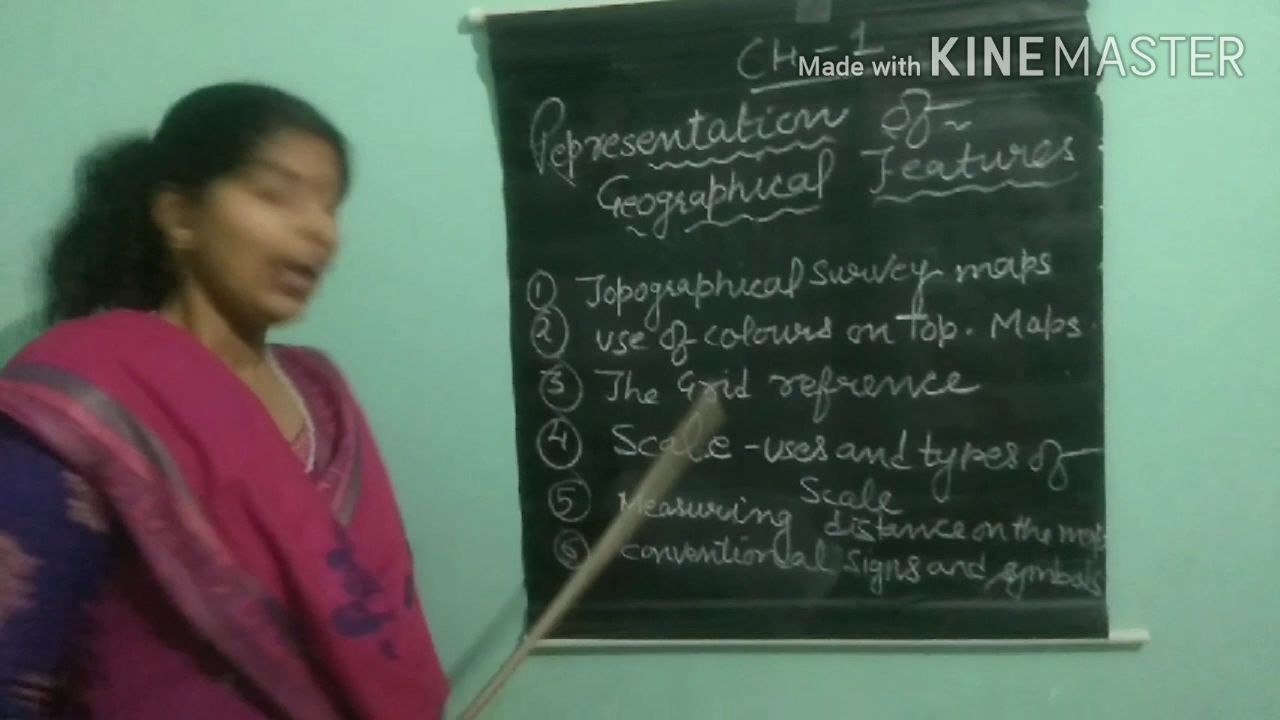 CH-1
Made with KINEMASTER
Representation of
Geographical Features
① Topographical survey maps
② use of colours on Top. Maps.
③ The Grid refrence
④ Scale - uses and types of
Scale
⑤ Measuring distance on the map
⑥ conventional signs and symbols